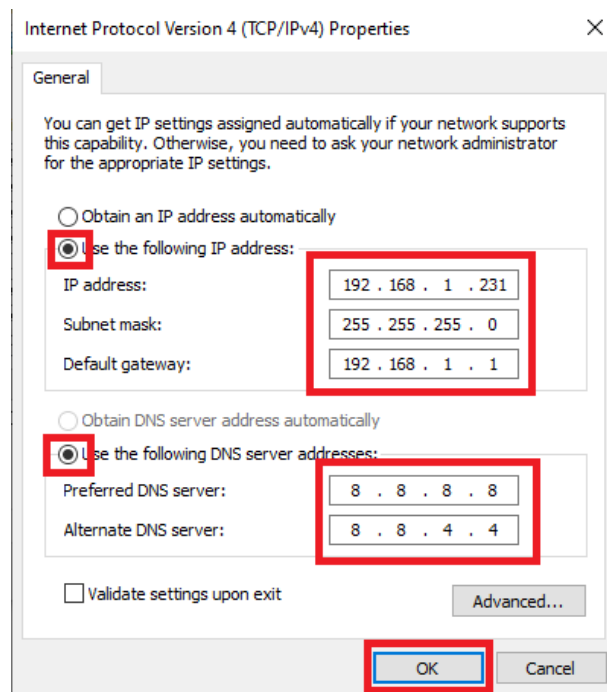 Internet Protocol Version 4 (TCP/IPv4) Properties
General
You can get IP settings assigned automatically if your network supports
this capability. Otherwise, you need to ask your network administrator
for the appropriate IP settings.
Obtain an IP address automatically
Use the following IP address:
IP address: 192 . 168 . 1 . 231
Subnet mask: 255 . 255 . 255 . 0
Default gateway: 192 . 168 . 1 . 1
Obtain DNS server address automatically
Use the following DNS server addresses:
Preferred DNS server: 8 . 8 . 8 . 8
Alternate DNS server: 8 . 8 . 4 . 4
Validate settings upon exit
Advanced...
OK Cancel